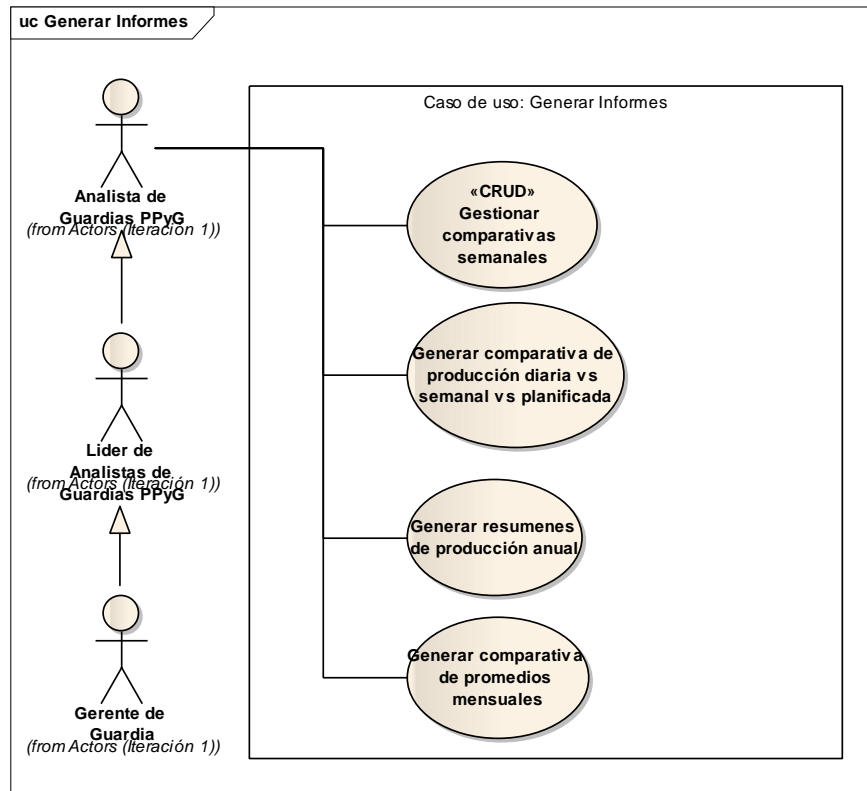 uc Generar Informes
Caso de uso: Generar Informes
Analista de
Guardias PPyG
(from Actors (Iteración 1))
Lider de
Analistas de
Guardias PPyG
(from Actors (Iteración 1))
Gerente de
Guardia
(from Actors (Iteración 1))
«CRUD»
Gestionar
comparativas
semanales
Generar comparativa de
producción diaria vs
semanal vs planificada
Generar resumenes
de producción anual
Generar comparativa
de promedios
mensuales